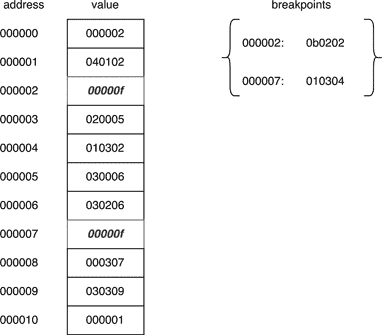 address value breakpoints
000000 000002
000001 040102 000002: 0b0202
000002 00000f
000003 020005 000007: 010304
000004 010302
000005 030006
000006 030206
000007 00000f
000008 000307
000009 030309
000010 000001